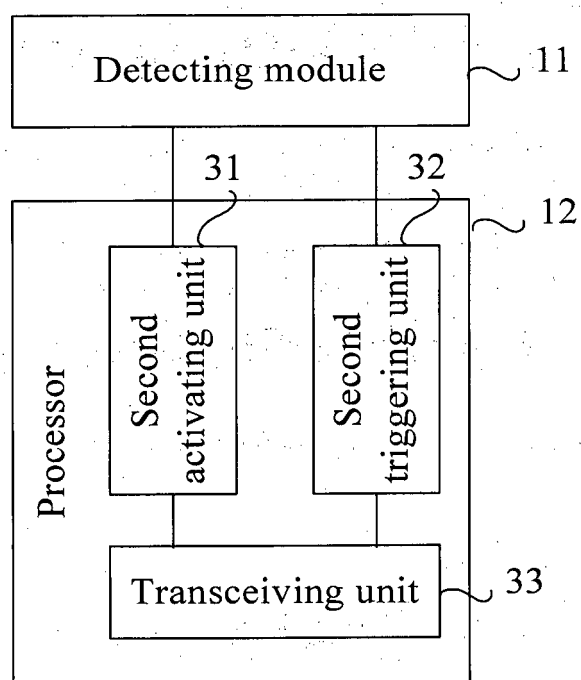 Detecting module
11
31
32
12
Processor
Second
activating unit
Second
triggering unit
Transceiving unit
33